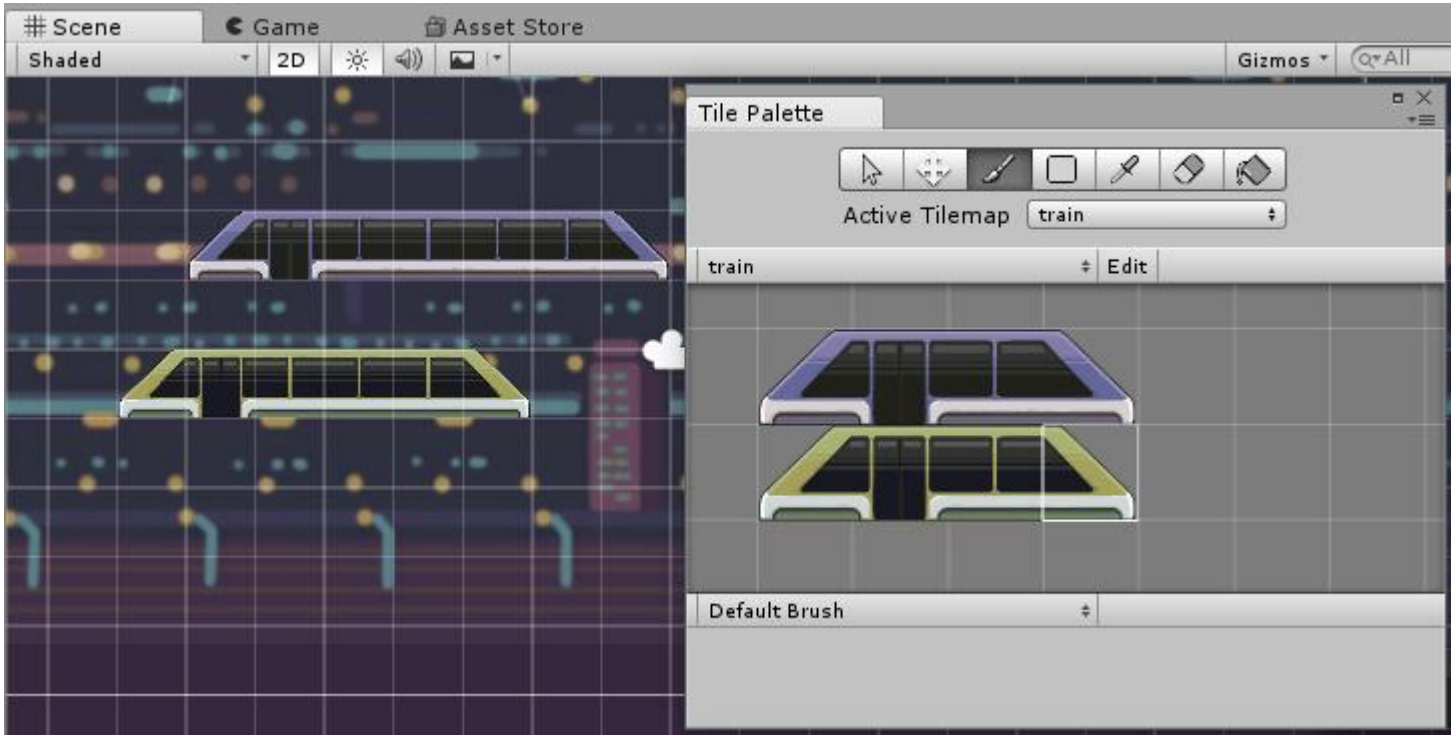 Scene
Game
Asset Store
Shaded
2D
Gizmos
All
Tile Palette
Active Tilemap train
train Edit
Default Brush